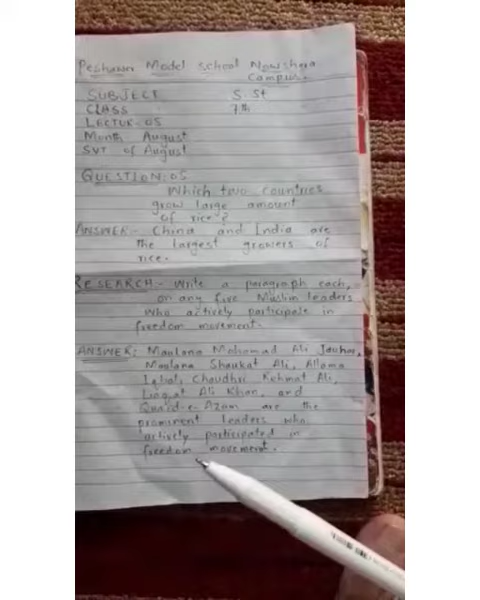 Peshawr Model school Nowshera
Campus.
SUBJECT S.St
CLASS 7th
LECTUR-05
Month August
SVT of August
QUESTION:05
Which two countries
grow large amount
of rice?
ANSWER:- China and India are
the largest growers of
rice.
RESEARCH:- Write a paragraph each,
on any five Muslim leaders
who actively participate in
freedom movement.
ANSWER: Maulana Mohamad Ali Jauhar,
Maulana Shaukat Ali, Allama
Iqbal, Chaudhri Rehmat Ali,
Liaqat Ali Khan, and
Quaid-e-Azam are the
prominent leaders who
actively participated in
freedom movement.